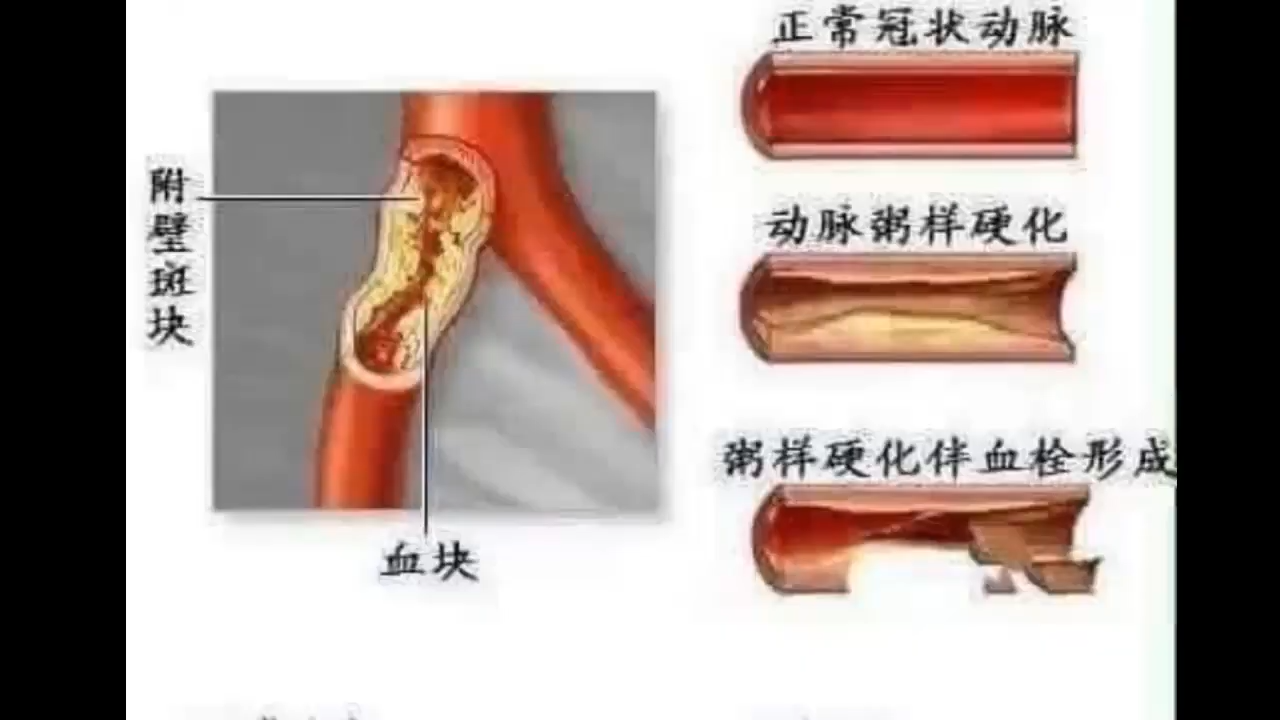 正常冠状动脉
附壁斑块
动脉粥样硬化
粥样硬化伴血栓形成
血块